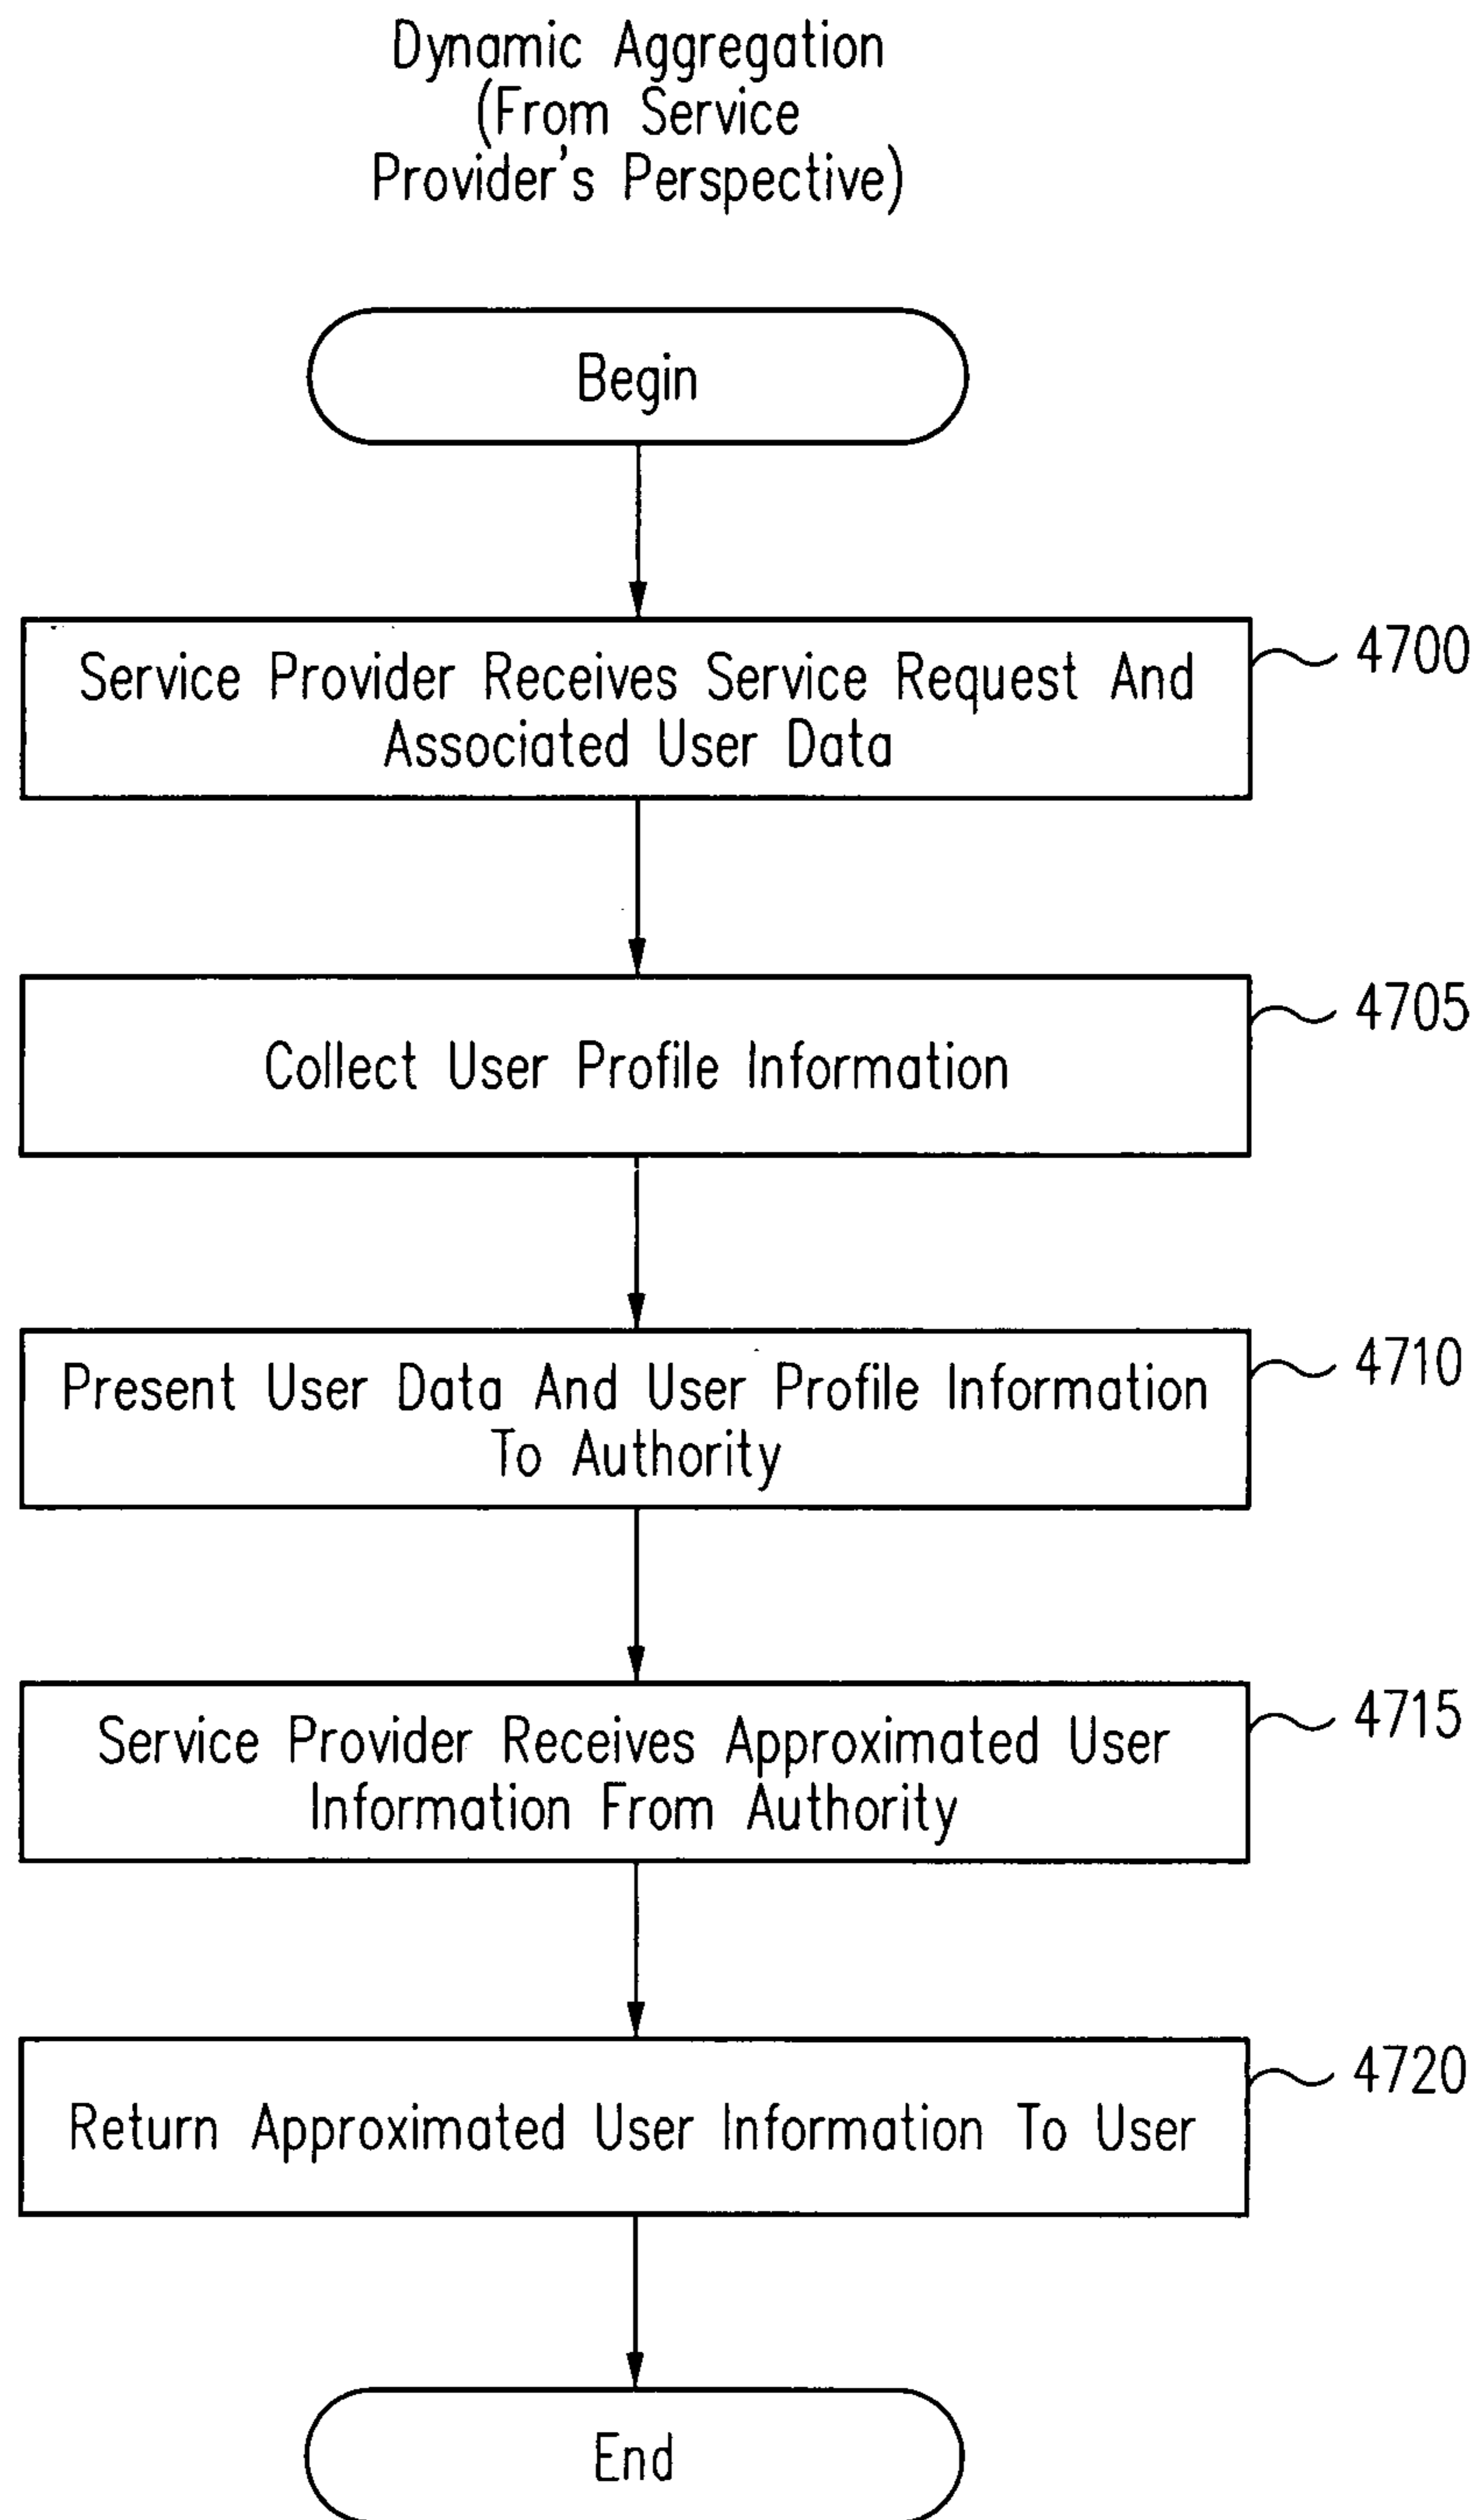 Dynamic Aggregation
(From Service
Provider's Perspective)
Begin
Service Provider Receives Service Request And
Associated User Data
4700
Collect User Profile Information
4705
Present User Data And User Profile Information
To Authority
4710
Service Provider Receives Approximated User
Information From Authority
4715
Return Approximated User Information To User
4720
End